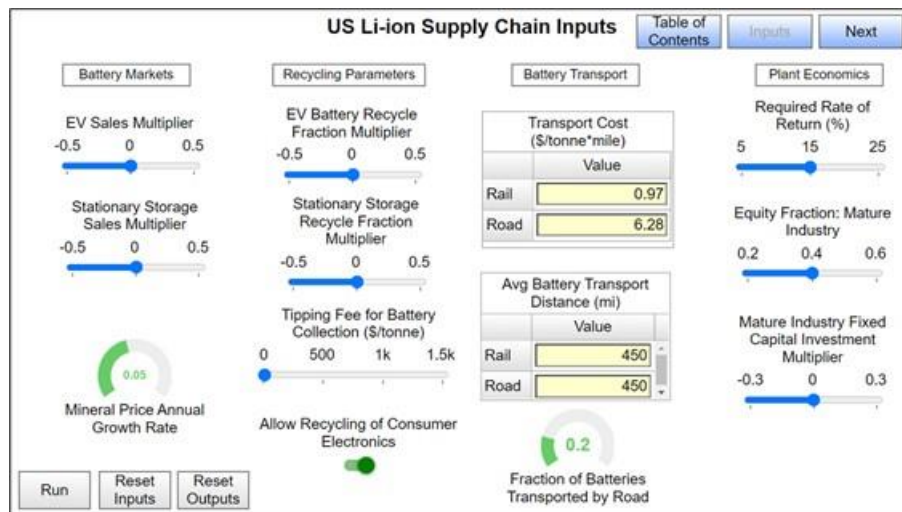 US Li-ion Supply Chain Inputs
Table of
Contents
Inputs
Next
Battery Markets
EV Sales Multiplier
-0.5 0 0.5
Stationary Storage
Sales Multiplier
-0.5 0 0.5
0.05
Mineral Price Annual
Growth Rate
Run
Reset
Inputs
Reset
Outputs
Recycling Parameters
EV Battery Recycle
Fraction Multiplier
-0.5 0 0.5
Stationary Storage
Recycle Fraction
Multiplier
-0.5 0 0.5
Tipping Fee for Battery
Collection ($/tonne)
0 500 1k 1.5k
Allow Recycling of Consumer
Electronics
Battery Transport
Transport Cost
($/tonne*mile)
Value
Rail 0.97
Road 6.28
Avg Battery Transport
Distance (mi)
Value
Rail 450
Road 450
0.2
Fraction of Batteries
Transported by Road
Plant Economics
Required Rate of
Return (%)
5 15 25
Equity Fraction: Mature
Industry
0.2 0.4 0.6
Mature Industry Fixed
Capital Investment
Multiplier
-0.3 0 0.3